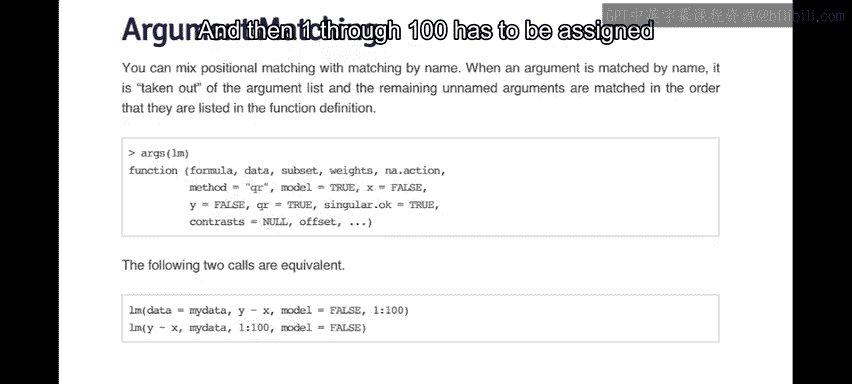 GPT中英字幕课程资源@bilibili.com
Argument Matching
And then 1 through 100 has to be assigned
You can mix positional matching with matching by name. When an argument is matched by name, it
is “taken out” of the argument list and the remaining unnamed arguments are matched in the order
that they are listed in the function definition.
> args(lm)
function (formula, data, subset, weights, na.action,
method = "qr", model = TRUE, x = FALSE,
y = FALSE, qr = TRUE, singular.ok = TRUE,
contrasts = NULL, offset, ...)
The following two calls are equivalent.
lm(data = mydata, y ~ x, model = FALSE, 1:100)
lm(y ~ x, mydata, 1:100, model = FALSE)